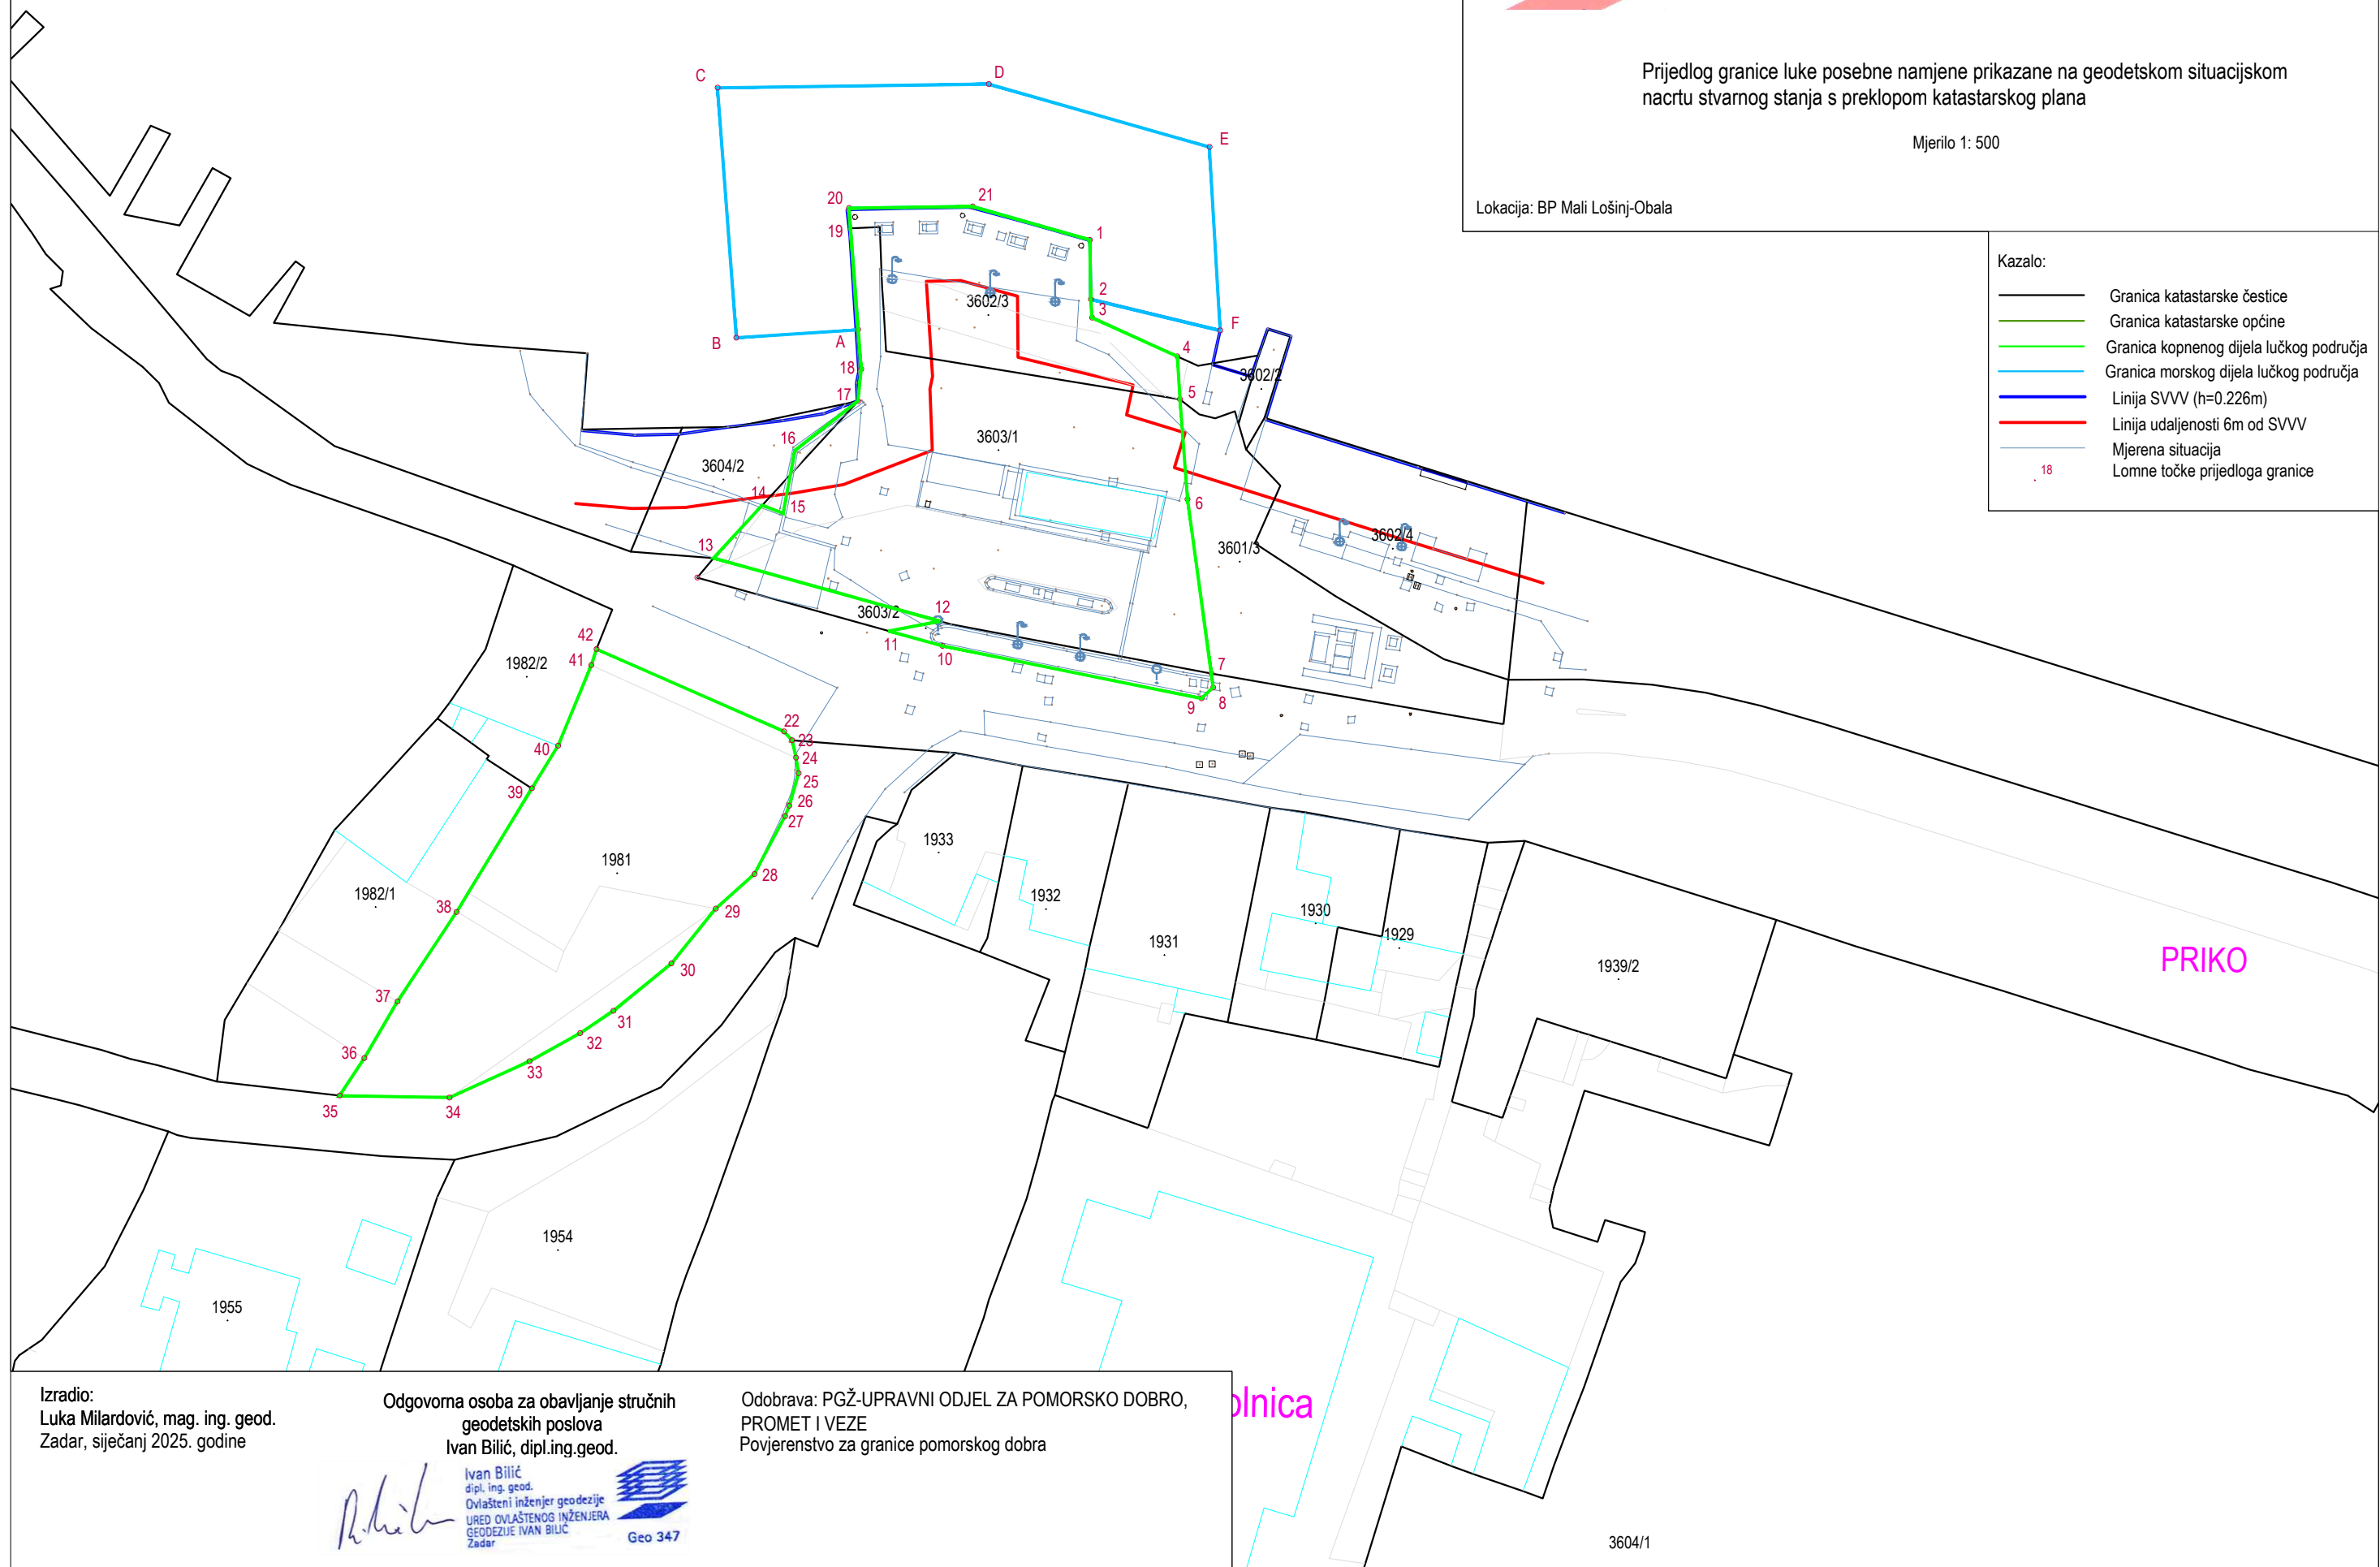 Prijedlog granice luke posebne namjene prikazane na geodetskom situacijskom
nacrtu stvarnog stanja s preklopom katastarskog plana
Mjerilo 1: 500
Lokacija: BP Mali Lošinj-Obala
Kazalo:
Granica katastarske čestice
Granica katastarske općine
Granica kopnenog dijela lučkog područja
Granica morskog dijela lučkog područja
Linija SVVV (h=0.226m)
Linija udaljenosti 6m od SVVV
Mjerena situacija
18 Lomne točke prijedloga granice
C
D
E
20
21
19
1
2
3
3602/3
F
B
A
4
18
3602/2
17
5
16
3603/1
3604/2
14
15
6
3602/4
13
3601/3
3603/2
12
11
10
42
41
1982/2
7
8
9
22
23
40
24
25
39
26
27
1933
1981
28
1982/1
1932
38
29
1930
1929
1931
30
1939/2
PRIKO
37
31
32
36
33
35
34
1954
1955
olnica
3604/1
Izradio:
Luka Milardović, mag. ing. geod.
Zadar, siječanj 2025. godine
Odgovorna osoba za obavljanje stručnih
geodetskih poslova
Ivan Bilić, dipl.ing.geod.
Ivan Bilić
dipl. ing. geod.
Ovlašteni inženjer geodezije
URED OVLAŠTENOG INŽENJERA
GEODEZIJE IVAN BILIĆ
Zadar
Geo 347
Odobrava: PGŽ-UPRAVNI ODJEL ZA POMORSKO DOBRO,
PROMET I VEZE
Povjerenstvo za granice pomorskog dobra